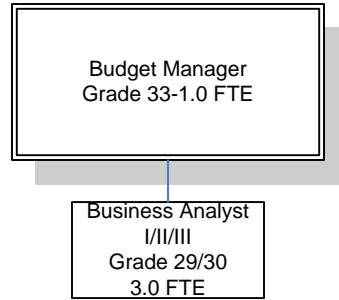 Budget Manager
Grade 33-1.0 FTE
Business Analyst
I/II/III
Grade 29/30
3.0 FTE